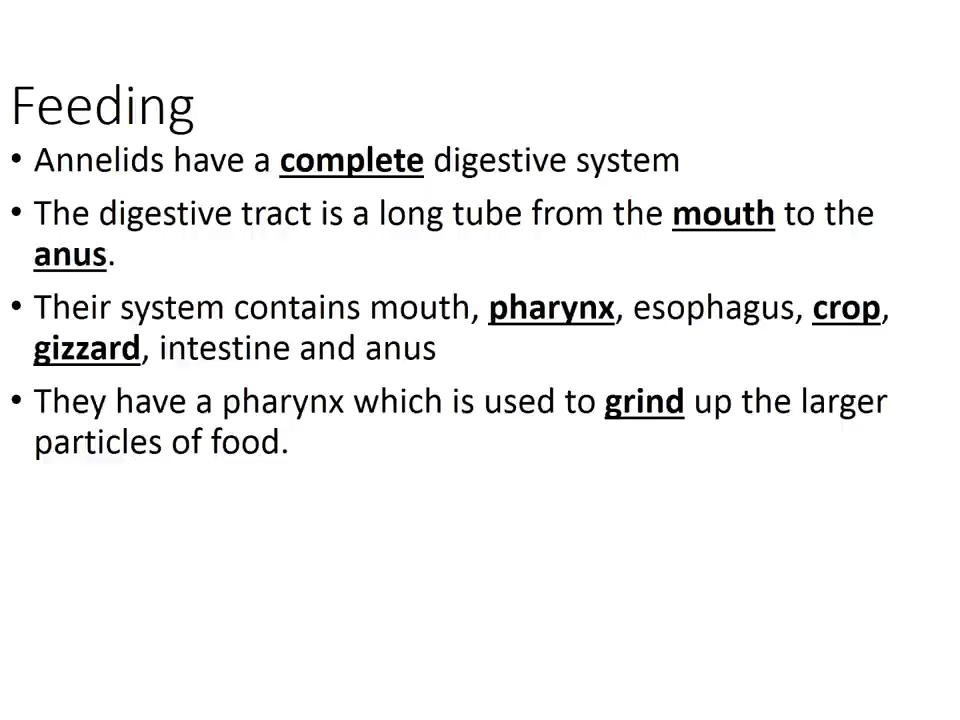 Feeding
• Annelids have a complete digestive system
• The digestive tract is a long tube from the mouth to the
anus.
• Their system contains mouth, pharynx, esophagus, crop,
gizzard, intestine and anus
• They have a pharynx which is used to grind up the larger
particles of food.